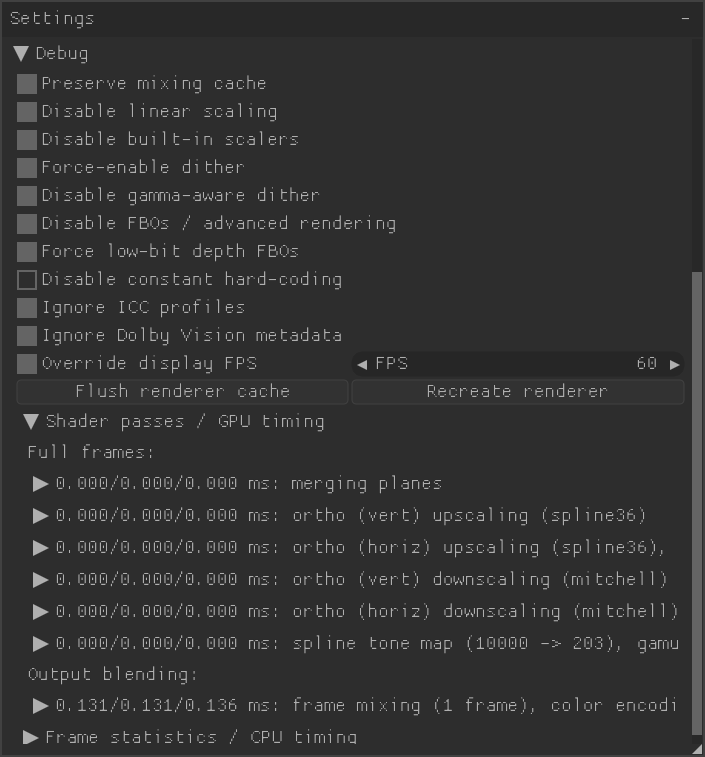 Settings
Debug
Preserve mixing cache
Disable linear scaling
Disable built-in scalers
Force-enable dither
Disable gamma-aware dither
Disable FBOs / advanced rendering
Force low-bit depth FBOs
Disable constant hard-coding
Ignore ICC profiles
Ignore Dolby Vision metadata
Override display FPS FPS 60
Flush renderer cache Recreate renderer
Shader passes / GPU timing
Full frames:
0.000/0.000/0.000 ms: merging planes
0.000/0.000/0.000 ms: ortho (vert) upscaling (spline36)
0.000/0.000/0.000 ms: ortho (horiz) upscaling (spline36),
0.000/0.000/0.000 ms: ortho (vert) downscaling (mitchell)
0.000/0.000/0.000 ms: ortho (horiz) downscaling (mitchell)
0.000/0.000/0.000 ms: spline tone map (10000 -> 203), gamu
Output blending:
0.131/0.131/0.136 ms: frame mixing (1 frame), color encodi
Frame statistics / CPU timing